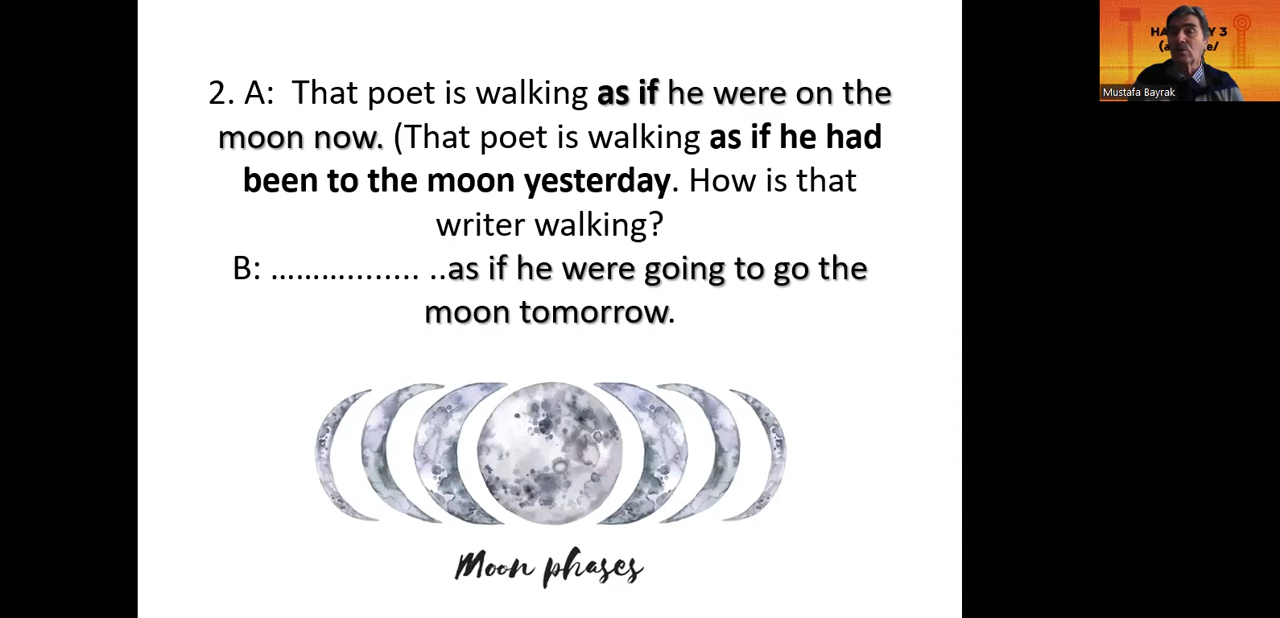 2. A: That poet is walking as if he were on the
moon now. (That poet is walking as if he had
been to the moon yesterday. How is that
writer walking?
B: ……………... ..as if he were going to go the
moon tomorrow.
Moon phases
Mustafa Bayrak